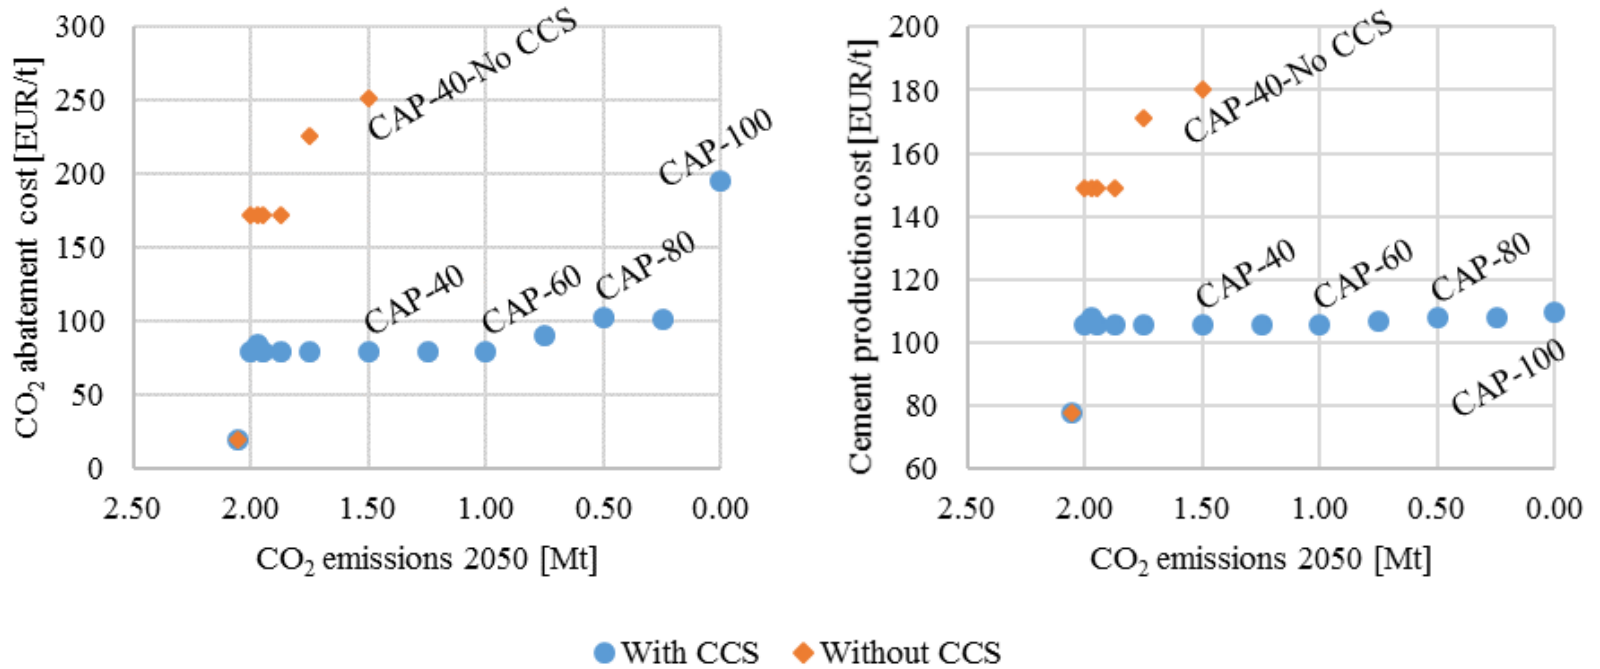 CO₂ abatement cost[EUR/t]
300
250
200
150
100
50
0
2.50 2.00 1.50 1.00 0.50 0.00
CO₂ emissions 2050 [Mt]
CAP-40-No CCS
CAP-100
CAP-40
CAP-60
CAP-80
Cement production cost[EUR/t]
200
180
160
140
120
100
80
60
2.50 2.00 1.50 1.00 0.50 0.00
CO₂ emissions 2050 [Mt]
CAP-40-No CCS
CAP-40
CAP-60
CAP-80
CAP-100
With CCS Without CCS